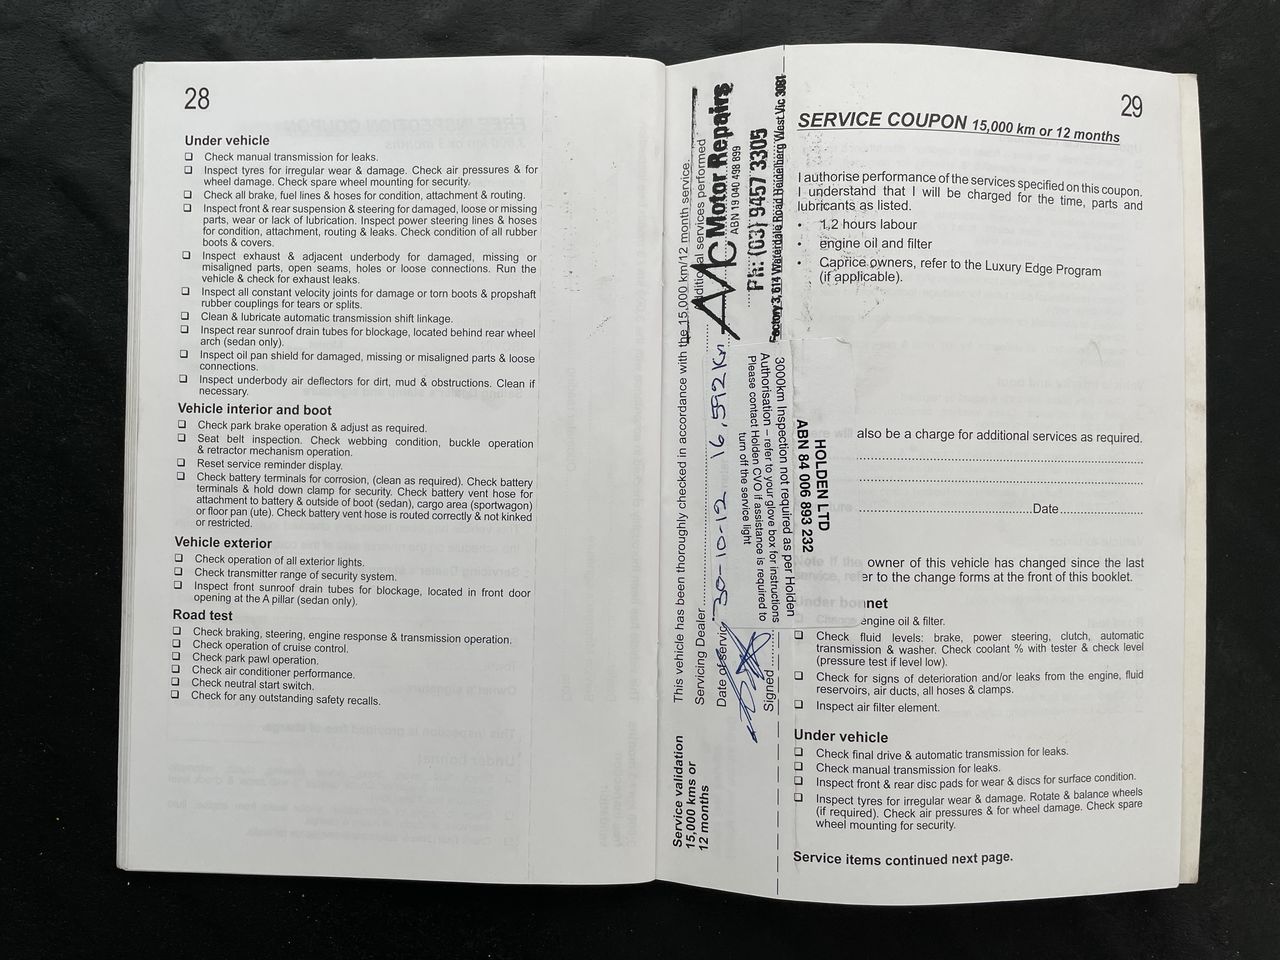 28
Under vehicle
❑ Check manual transmission for leaks.
❑ Inspect tyres for irregular wear & damage. Check air pressures & for
wheel damage. Check spare wheel mounting for security.
❑ Check all brake, fuel lines & hoses for condition, attachment & routing.
❑ Inspect front & rear suspension & steering for damaged, loose or missing
parts, wear or lack of lubrication. Inspect power steering lines & hoses
for condition, attachment, routing & leaks. Check condition of all rubber
boots & covers.
❑ Inspect exhaust & adjacent underbody for damaged, missing or
misaligned parts, open seams, holes or loose connections. Run the
vehicle & check for exhaust leaks.
❑ Inspect all constant velocity joints for damage or torn boots & propshaft
rubber couplings for tears or splits.
❑ Clean & lubricate automatic transmission shift linkage.
❑ Inspect rear sunroof drain tubes for blockage, located behind rear wheel
arch (sedan only).
❑ Inspect oil pan shield for damaged, missing or misaligned parts & loose
connections.
❑ Inspect underbody air deflectors for dirt, mud & obstructions. Clean if
necessary.
Vehicle interior and boot
❑ Check park brake operation & adjust as required.
❑ Seat belt inspection. Check webbing condition, buckle operation
& retractor mechanism operation.
❑ Reset service reminder display.
❑ Check battery terminals for corrosion, (clean as required). Check battery
terminals & hold down clamp for security. Check battery vent hose for
attachment to battery & outside of boot (sedan), cargo area (sportwagon)
or floor pan (ute). Check battery vent hose is routed correctly & not kinked
or restricted.
Vehicle exterior
❑ Check operation of all exterior lights.
❑ Check transmitter range of security system.
❑ Inspect front sunroof drain tubes for blockage, located in front door
opening at the A pillar (sedan only).
Road test
❑ Check braking, steering, engine response & transmission operation.
❑ Check operation of cruise control.
❑ Check park pawl operation.
❑ Check air conditioner performance.
❑ Check neutral start switch.
❑ Check for any outstanding safety recalls.
Service validation
15,000 kms or
12 months
This vehicle has been thoroughly checked in accordance with the 15,000 km/12 month service.
additional services performed
Servicing Dealer
Date of servic 30-10-12 16,592km
Signed
AMC Motor Repairs
ABN 19 040 498 699
Ph: (03) 9457 3305
Factory 3, 614 Waterdale Road Heidelberg West Vic 3081
3000km Inspection not required as per Holden
Authorisation – refer to your glove box for instructions
Please contact Holden CVO if assistance is required to
turn off the service light
HOLDEN LTD
ABN 84 006 893 232
29
SERVICE COUPON 15,000 km or 12 months
I authorise performance of the services specified on this coupon.
I understand that I will be charged for the time, parts and
lubricants as listed.
• 1,2 hours labour
• engine oil and filter
• Caprice owners, refer to the Luxury Edge Program
(if applicable).
also be a charge for additional services as required.
Date
Note If the owner of this vehicle has changed since the last
service, refer to the change forms at the front of this booklet.
Under bonnet
❑ Change engine oil & filter.
❑ Check fluid levels: brake, power steering, clutch, automatic
transmission & washer. Check coolant % with tester & check level
(pressure test if level low).
❑ Check for signs of deterioration and/or leaks from the engine, fluid
reservoirs, air ducts, all hoses & clamps.
❑ Inspect air filter element.
Under vehicle
❑ Check final drive & automatic transmission for leaks.
❑ Check manual transmission for leaks.
❑ Inspect front & rear disc pads for wear & discs for surface condition.
❑ Inspect tyres for irregular wear & damage. Rotate & balance wheels
(if required). Check air pressures & for wheel damage. Check spare
wheel mounting for security.
Service items continued next page.